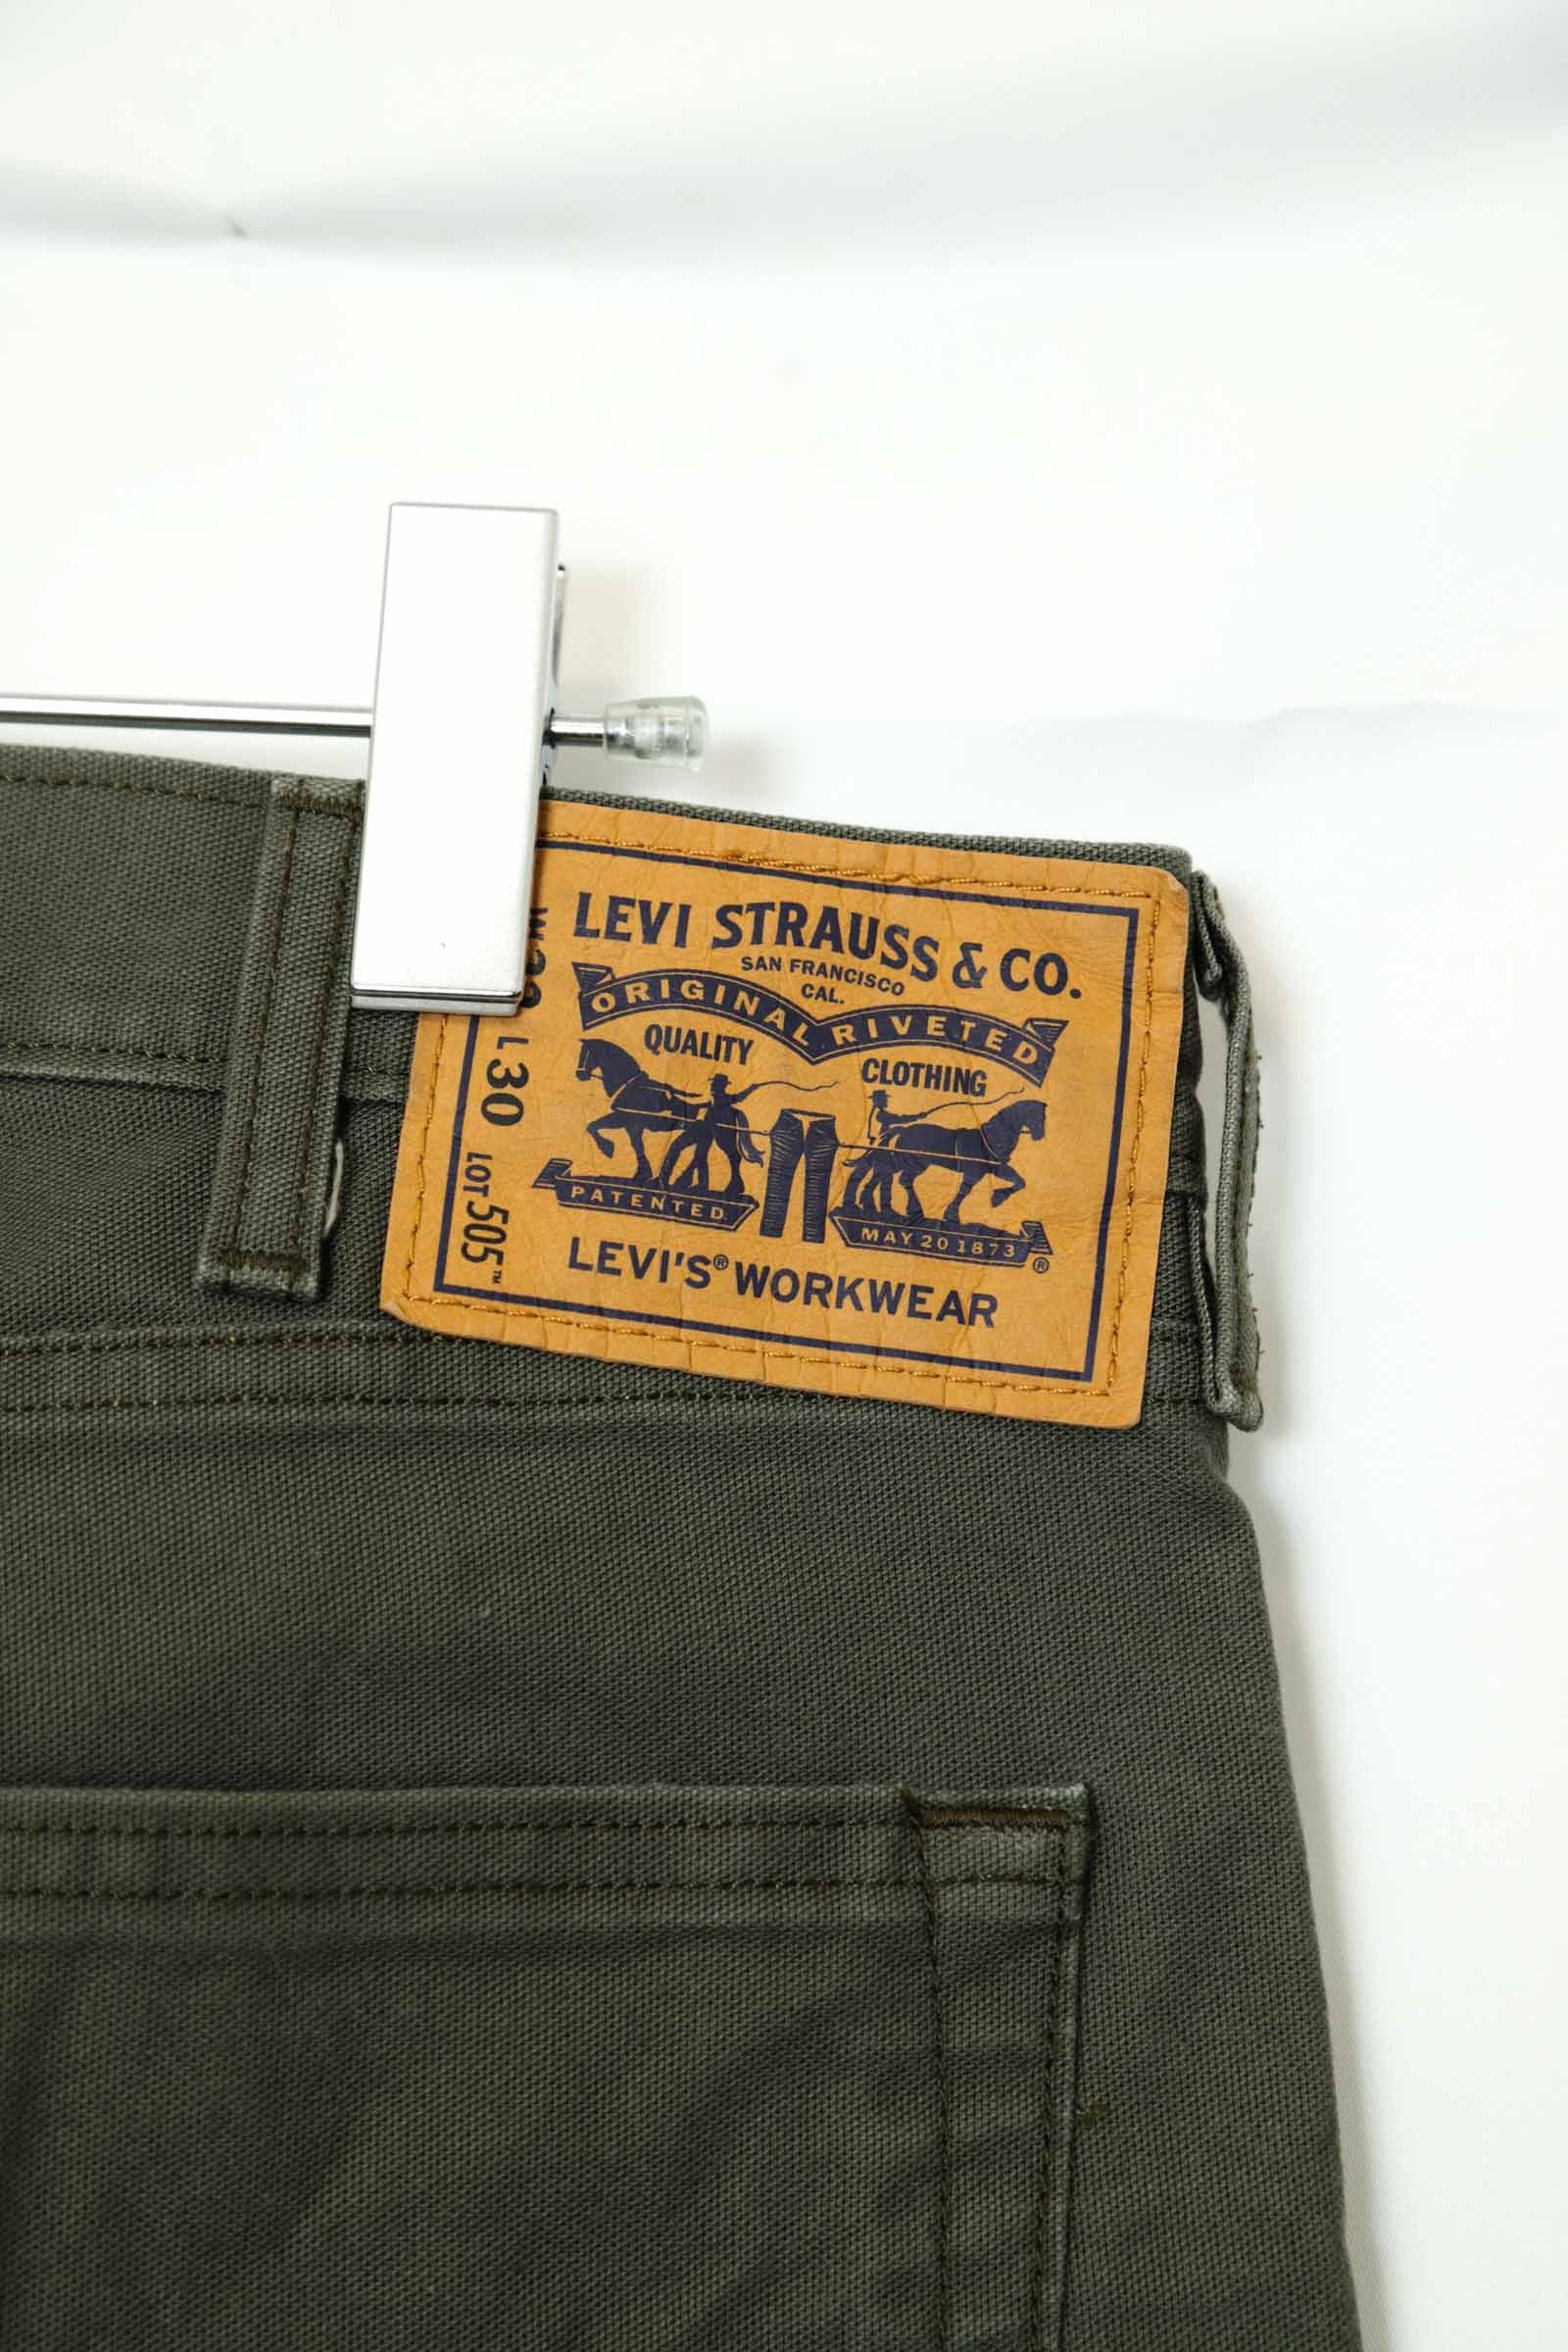 LEVI STRAUSS & CO.
SAN FRANCISCO
CAL.
ORIGINAL RIVETED
QUALITY
CLOTHING
PATENTED
MAY 20 1873
®
LEVI'S® WORKWEAR
L30
LOT 505™